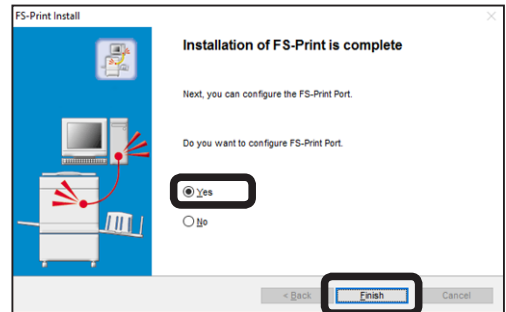 FS-Print Install
Installation of FS-Print is complete
Next, you can configure the FS-Print Port.
Do you want to configure FS-Print Port.
Yes
No
< Back
Finish
Cancel